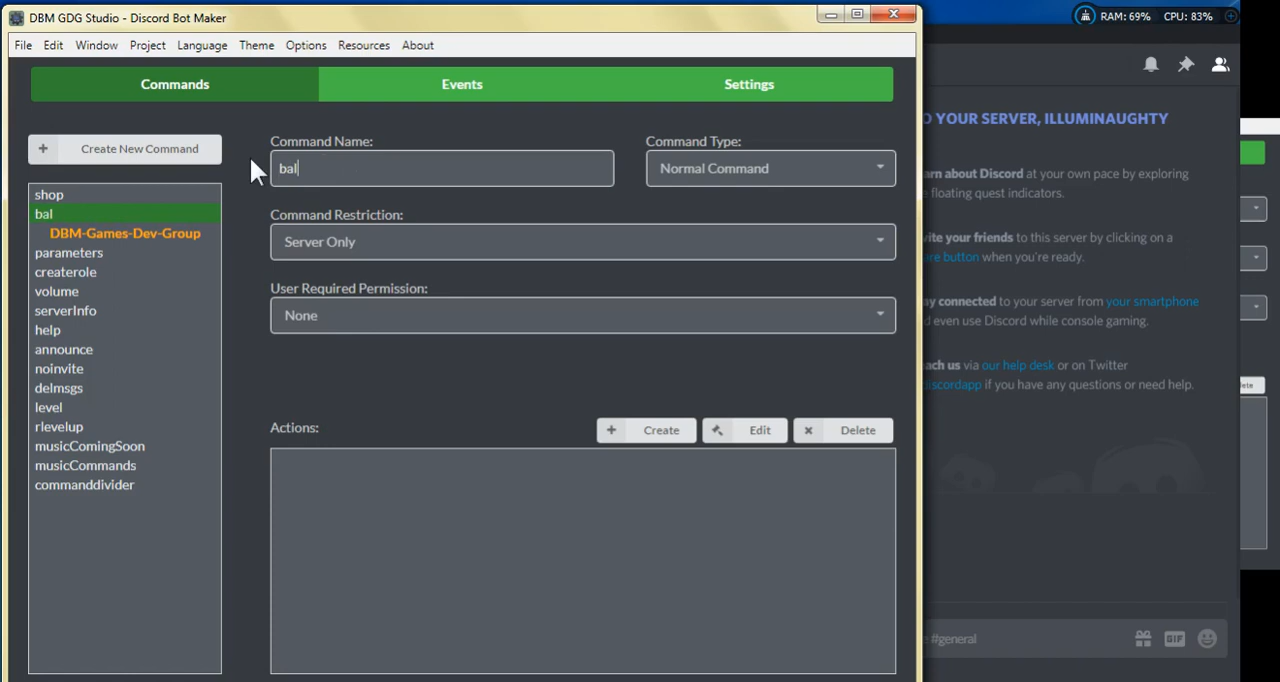 DBM GDG Studio - Discord Bot Maker
RAM: 69% CPU: 83%
File Edit Window Project Language Theme Options Resources About
Commands Events Settings
Create New Command
shop
bal
DBM-Games-Dev-Group
parameters
createrole
volume
serverInfo
help
announce
noinvite
delmsgs
level
rlevelup
musicComingSoon
musicCommands
commanddivider
Command Name:
bal
Command Type:
Normal Command
Command Restriction:
Server Only
User Required Permission:
None
Actions:
Create
Edit
Delete
O YOUR SERVER, ILLUMINAUGHTY
arn about Discord at your own pace by exploring
e floating quest indicators.
vite your friends to this server by clicking on a
are button when you're ready.
ay connected to your server from your smartphone
d even use Discord while console gaming.
ach us via our help desk or on Twitter
discordapp if you have any questions or need help.
#general
GIF